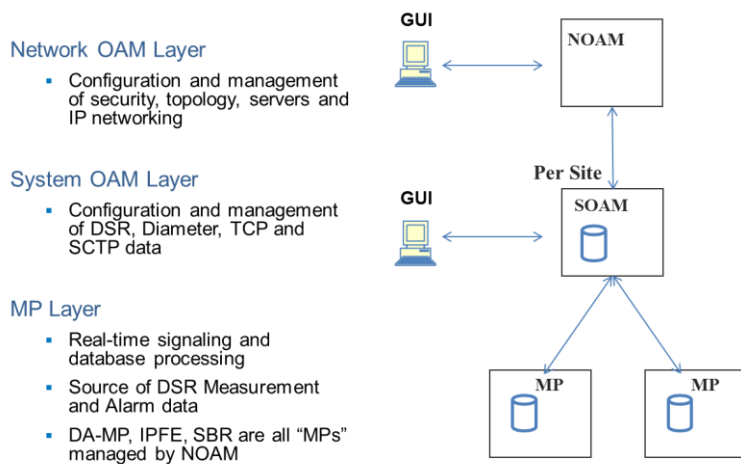 Network OAM Layer
▪ Configuration and management
of security, topology, servers and
IP networking
System OAM Layer
▪ Configuration and management
of DSR, Diameter, TCP and
SCTP data
MP Layer
▪ Real-time signaling and
database processing
▪ Source of DSR Measurement
and Alarm data
▪ DA-MP, IPFE, SBR are all “MPs”
managed by NOAM
GUI
NOAM
Per Site
GUI
SOAM
MP
MP